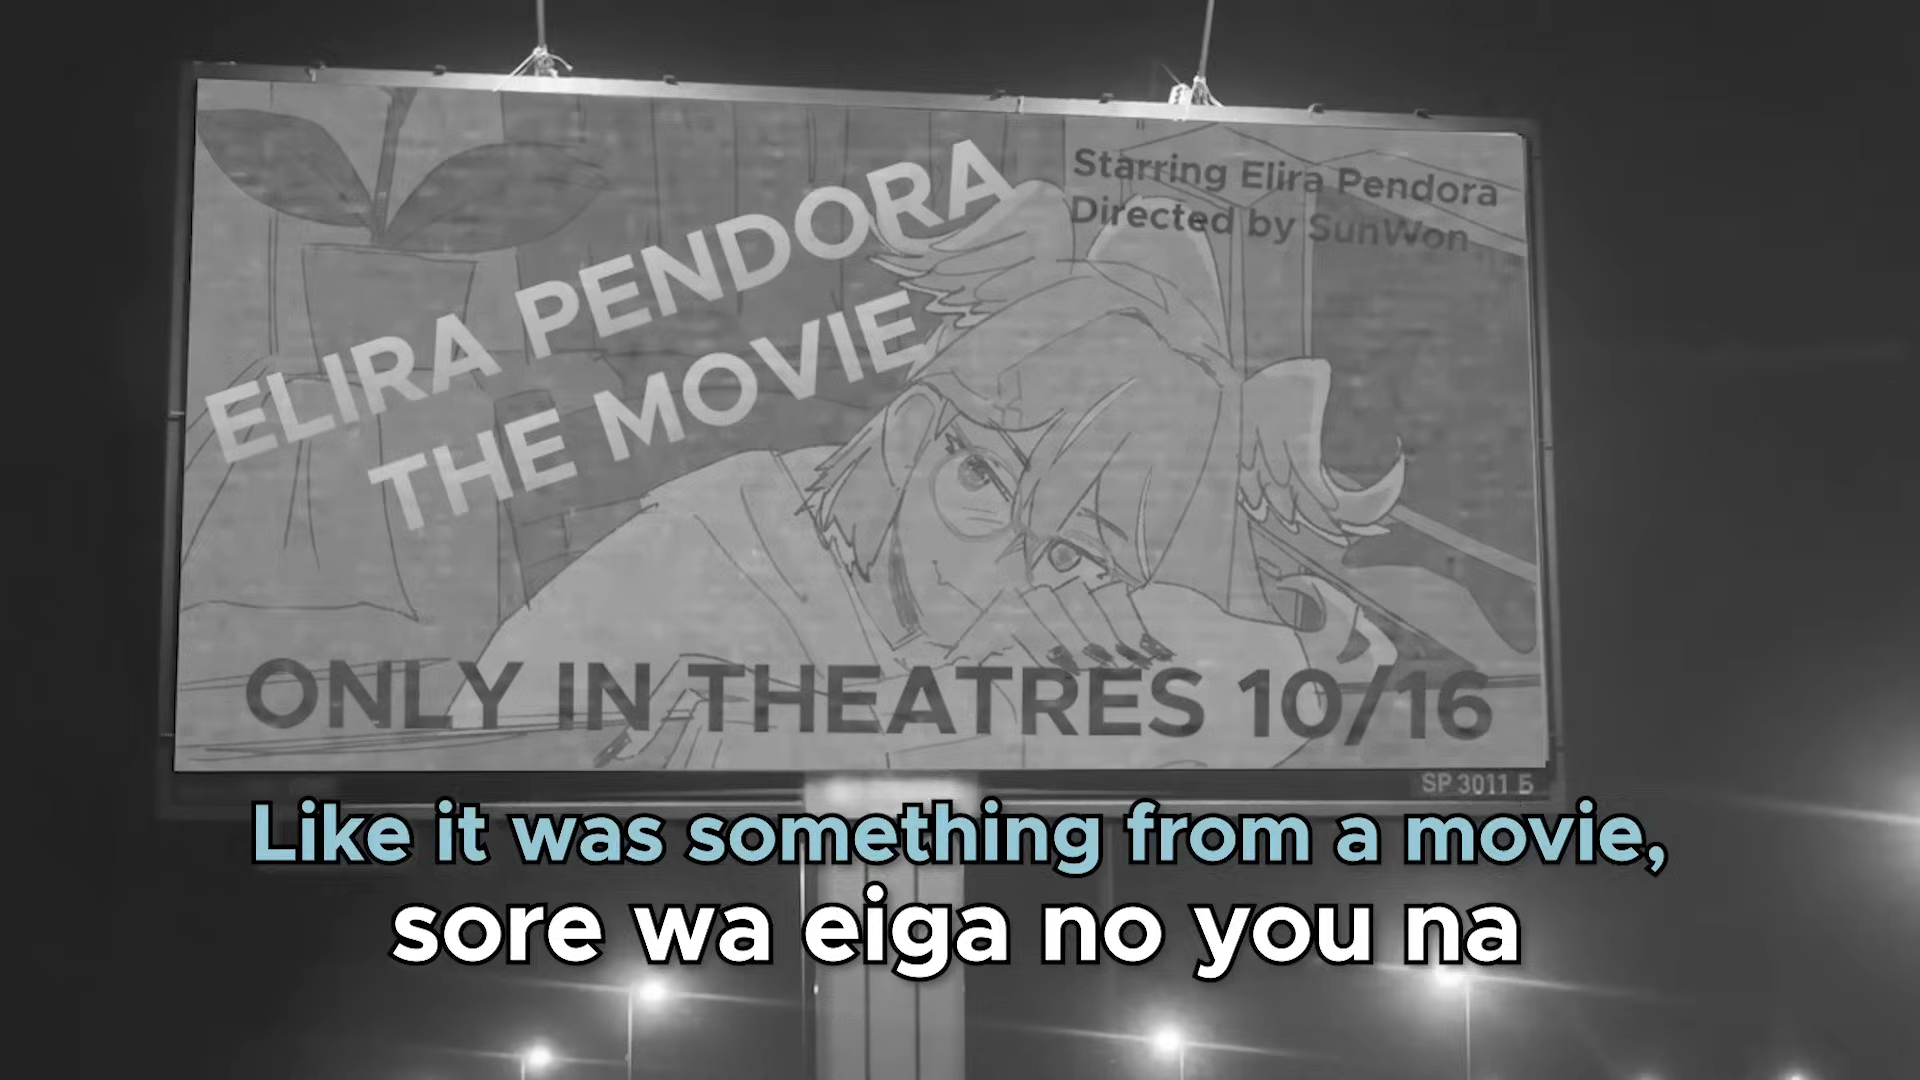 ELIRA PENDORA
THE MOVIE
Starring Elira Pendora
Directed by SunWon
ONLY IN THEATRES 10/16
SP 3011 Б
Like it was something from a movie,
sore wa eiga no you na